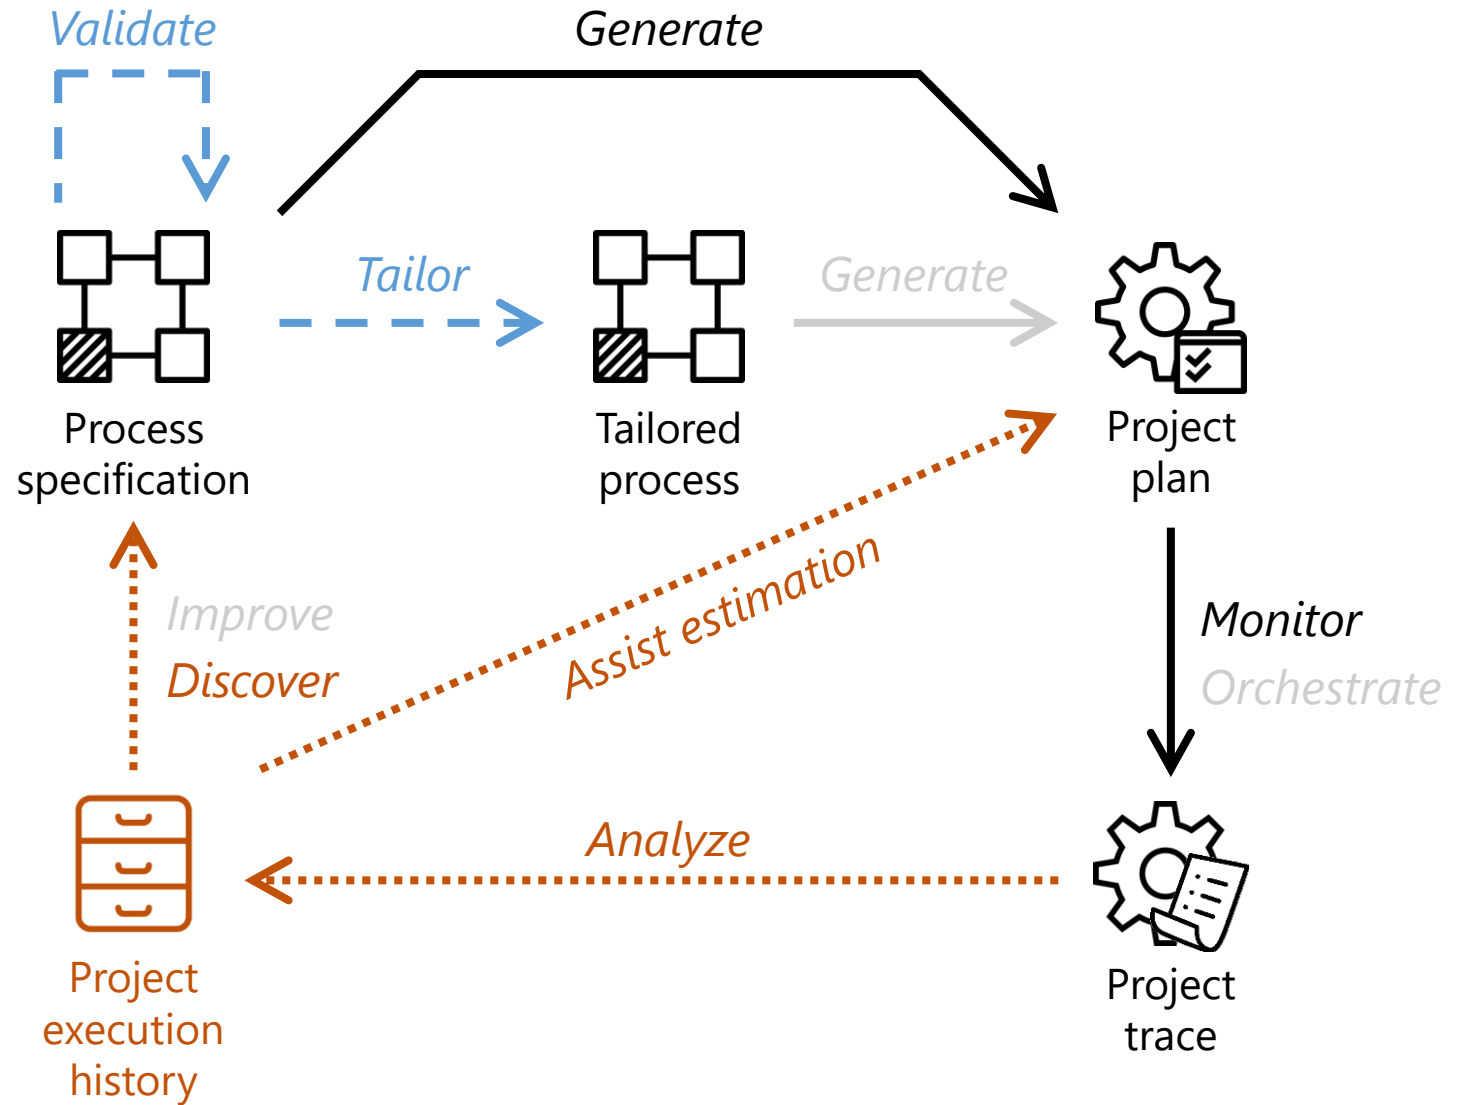 Validate
Generate
Tailor
Generate
Process
specification
Tailored
process
Project
plan
Assist estimation
Improve
Discover
Monitor
Orchestrate
Analyze
Project
execution
history
Project
trace